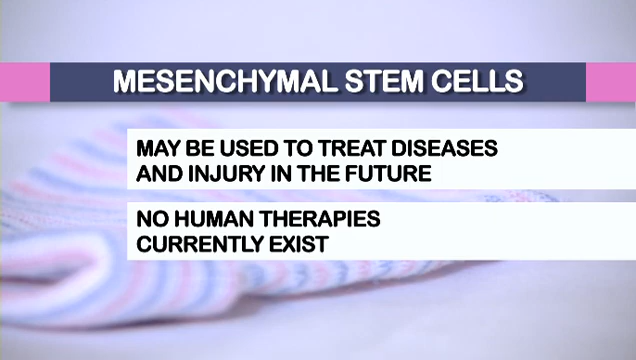 MESENCHYMAL STEM CELLS
MAY BE USED TO TREAT DISEASES
AND INJURY IN THE FUTURE
NO HUMAN THERAPIES
CURRENTLY EXIST